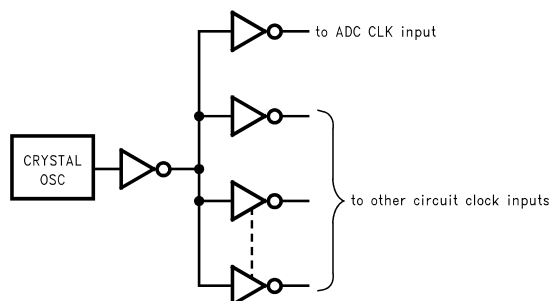 to ADC CLK input
CRYSTAL
OSC
to other circuit clock inputs